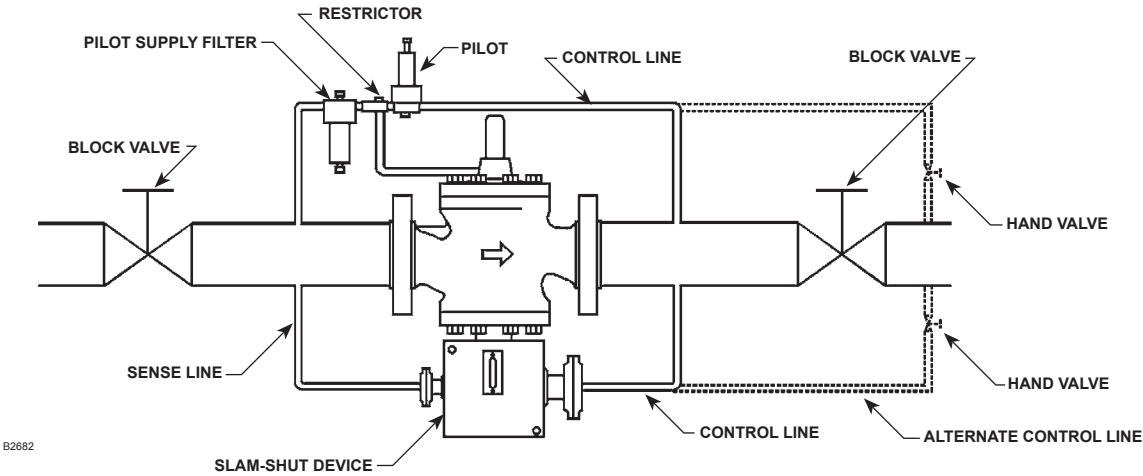 RESTRICTOR
PILOT SUPPLY FILTER
PILOT
CONTROL LINE
BLOCK VALVE
BLOCK VALVE
HAND VALVE
SENSE LINE
HAND VALVE
CONTROL LINE
ALTERNATE CONTROL LINE
B2682
SLAM-SHUT DEVICE